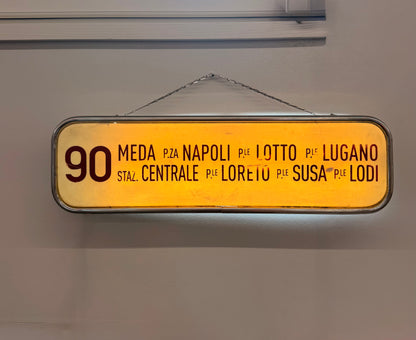 90 MEDA P.ZA NAPOLI P.LE LOTTO P.LE LUGANO
STAZ. CENTRALE P.LE LORETO P.LE SUSA P.LE LODI